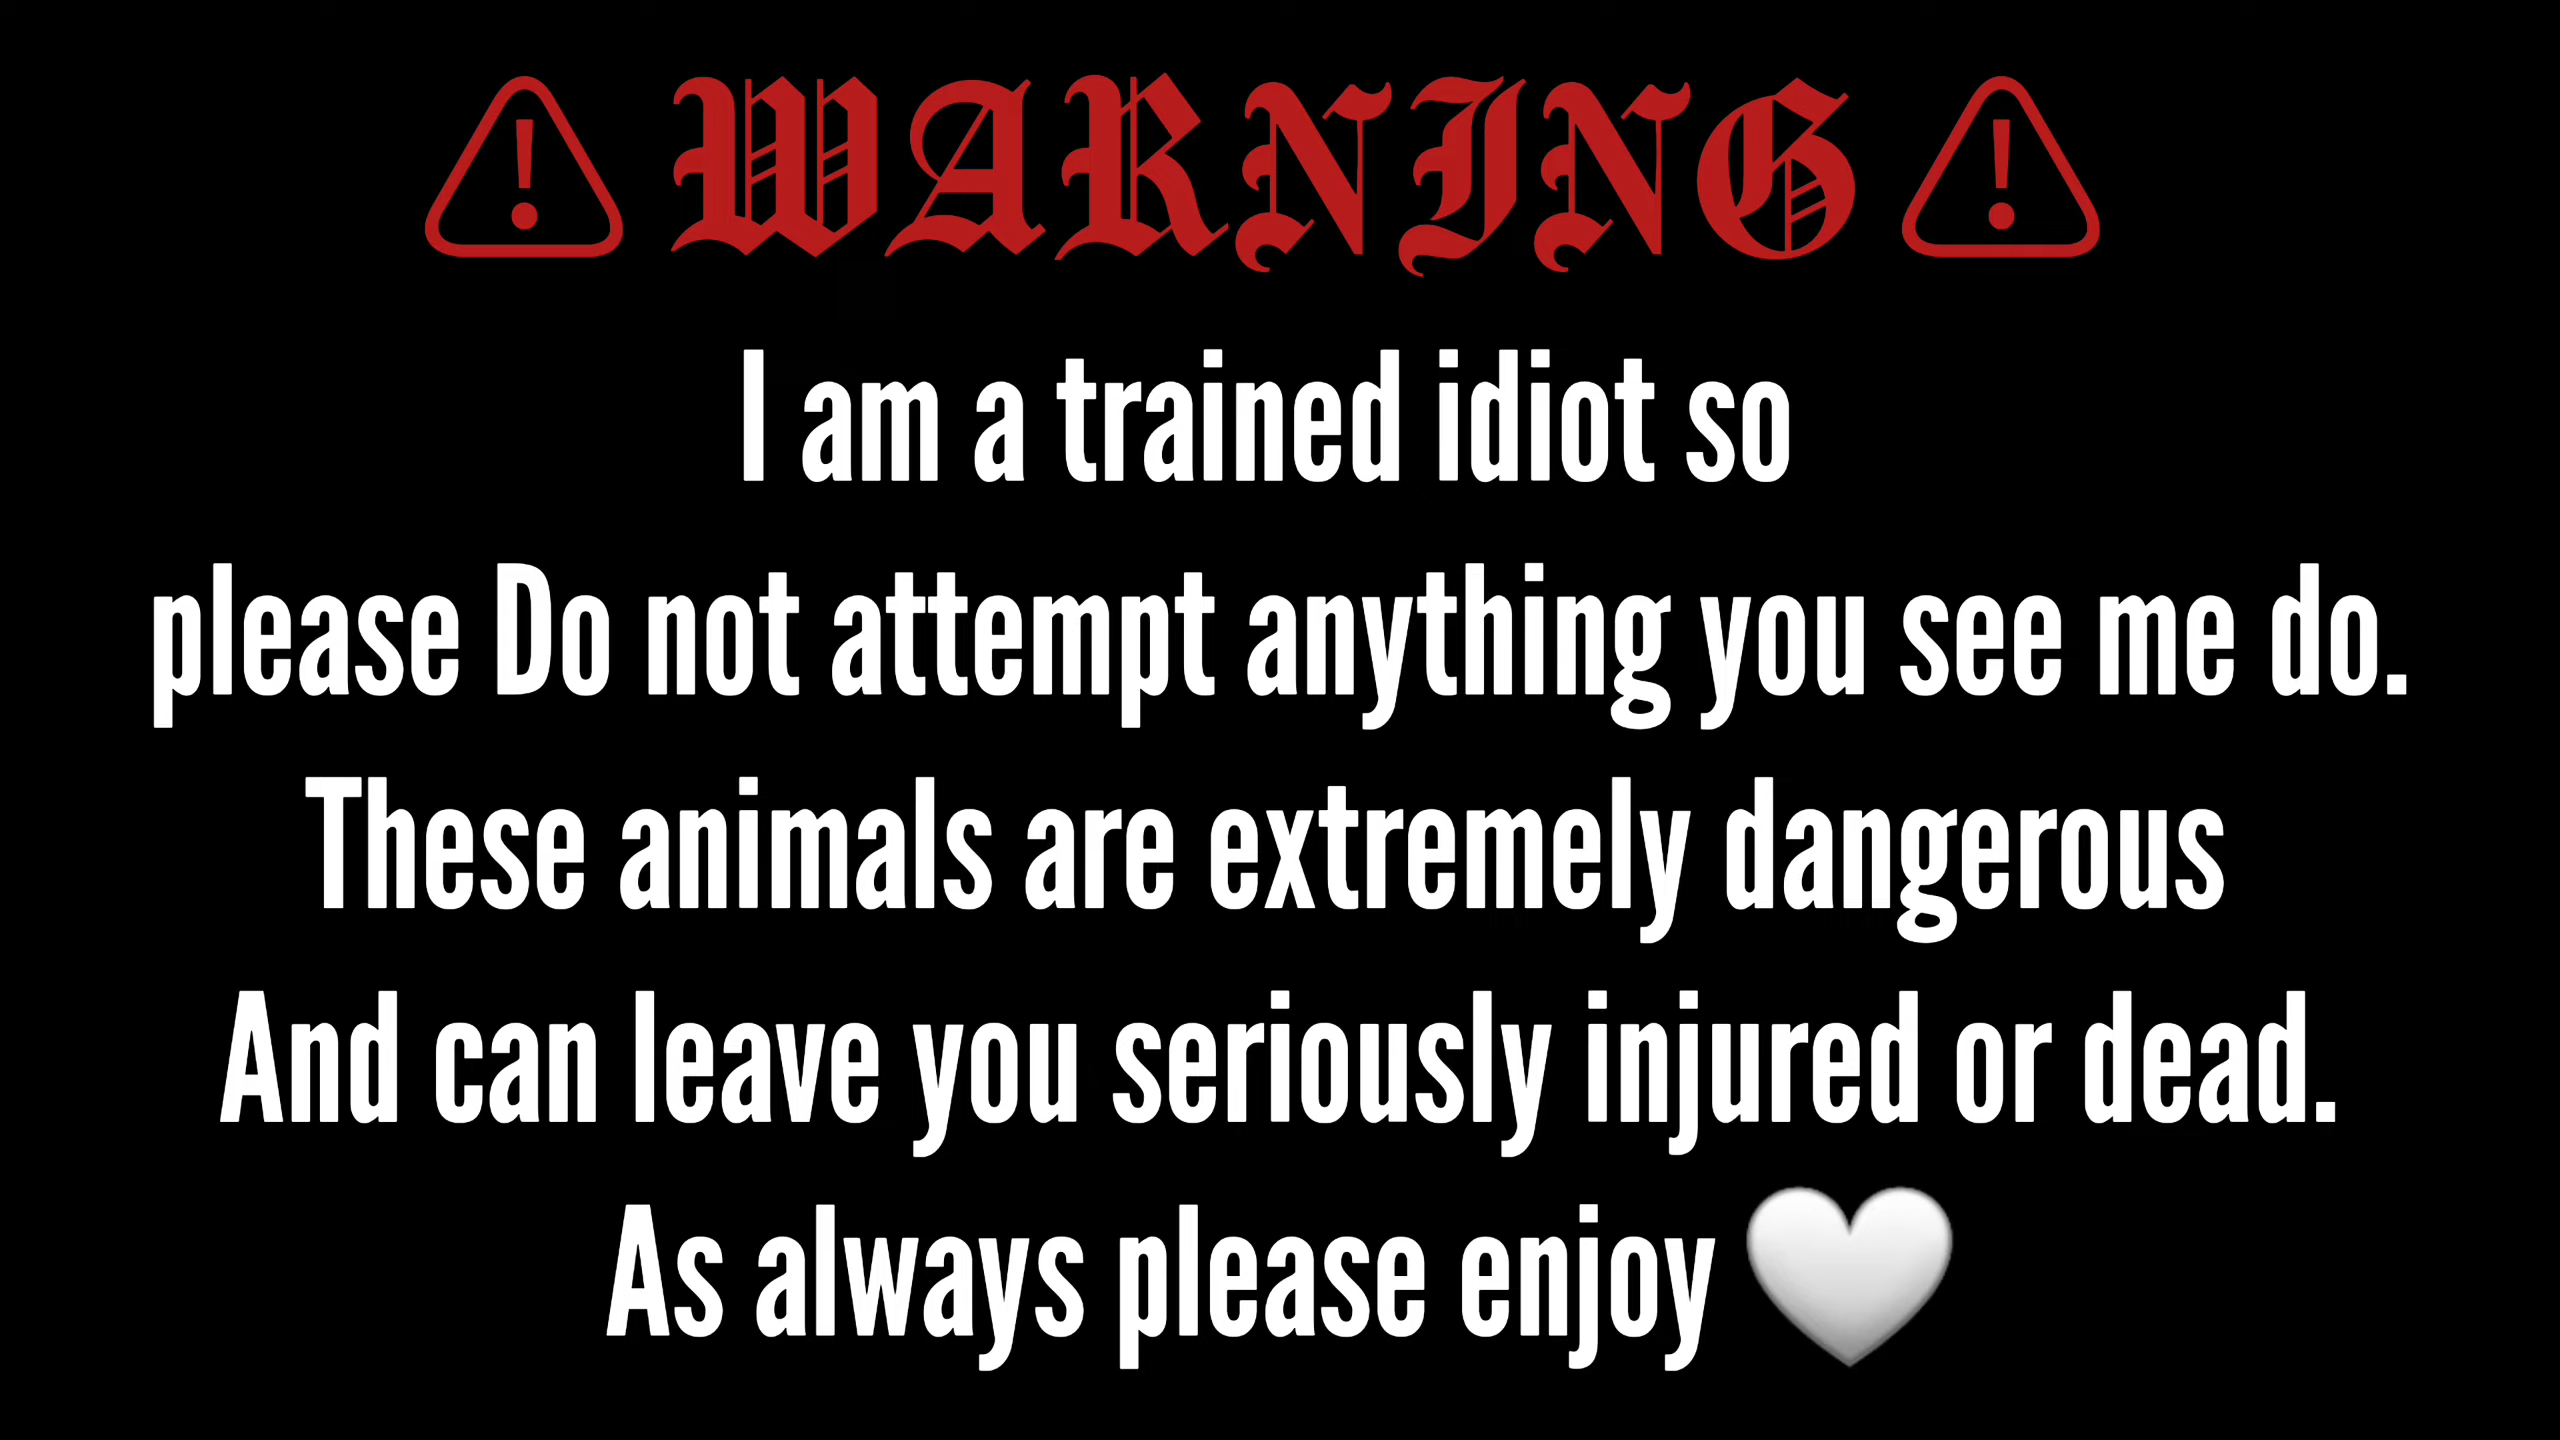 ⚠ WARNING ⚠
I am a trained idiot so
please Do not attempt anything you see me do.
These animals are extremely dangerous
And can leave you seriously injured or dead.
As always please enjoy 🤍